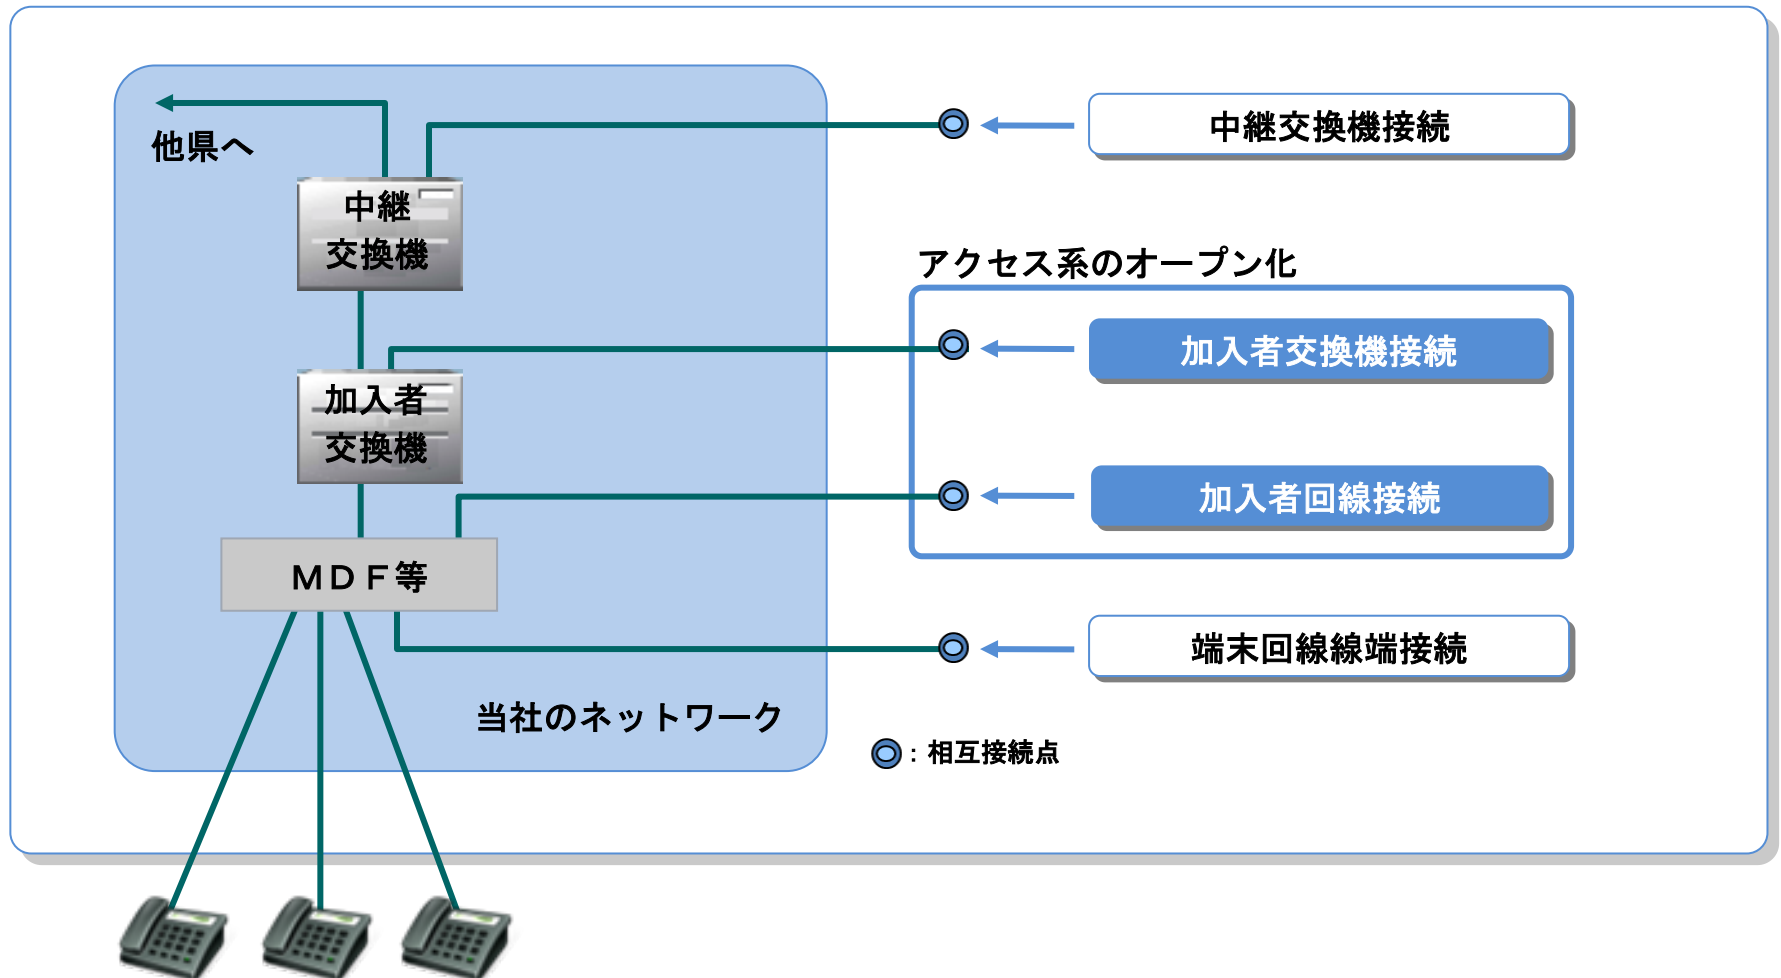 他県へ
中継交換機接続
中継
交換機
アクセス系のオープン化
加入者交換機接続
加入者
交換機
加入者回線接続
ＭＤＦ等
端末回線線端接続
当社のネットワーク
：相互接続点